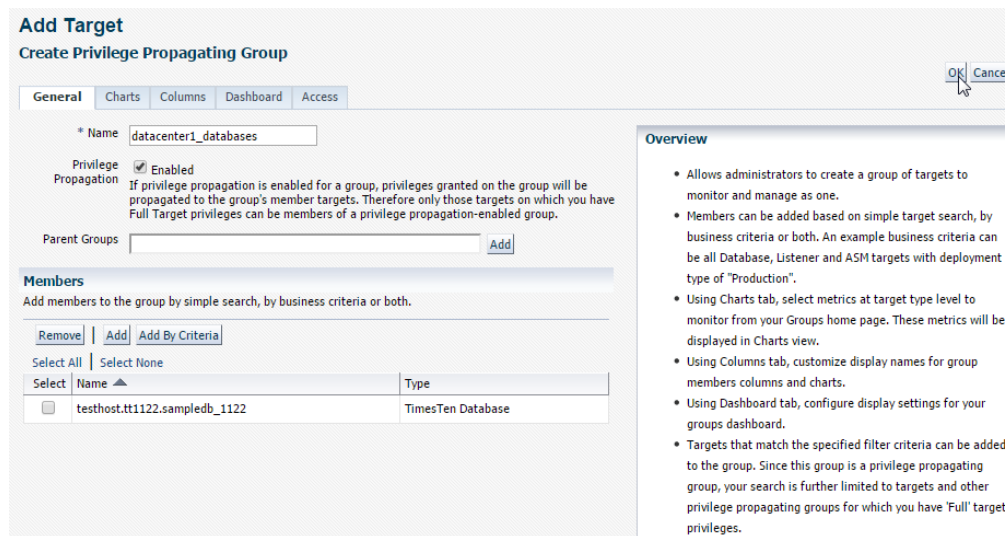 Add Target
Create Privilege Propagating Group
OK Cance
General Charts Columns Dashboard Access
* Name datacenter1_databases
Privilege Propagation Enabled
If privilege propagation is enabled for a group, privileges granted on the group will be
propagated to the group's member targets. Therefore only those targets on which you have
Full Target privileges can be members of a privilege propagation-enabled group.
Parent Groups Add
Members
Add members to the group by simple search, by business criteria or both.
Remove | Add Add By Criteria
Select All | Select None
Select Name Type
testhost.tt1122.sampledb_1122 TimesTen Database
Overview
• Allows administrators to create a group of targets to
monitor and manage as one.
• Members can be added based on simple target search, by
business criteria or both. An example business criteria can
be all Database, Listener and ASM targets with deployment
type of "Production".
• Using Charts tab, select metrics at target type level to
monitor from your Groups home page. These metrics will be
displayed in Charts view.
• Using Columns tab, customize display names for group
members columns and charts.
• Using Dashboard tab, configure display settings for your
groups dashboard.
• Targets that match the specified filter criteria can be added
to the group. Since this group is a privilege propagating
group, your search is further limited to targets and other
privilege propagating groups for which you have 'Full' target
privileges.